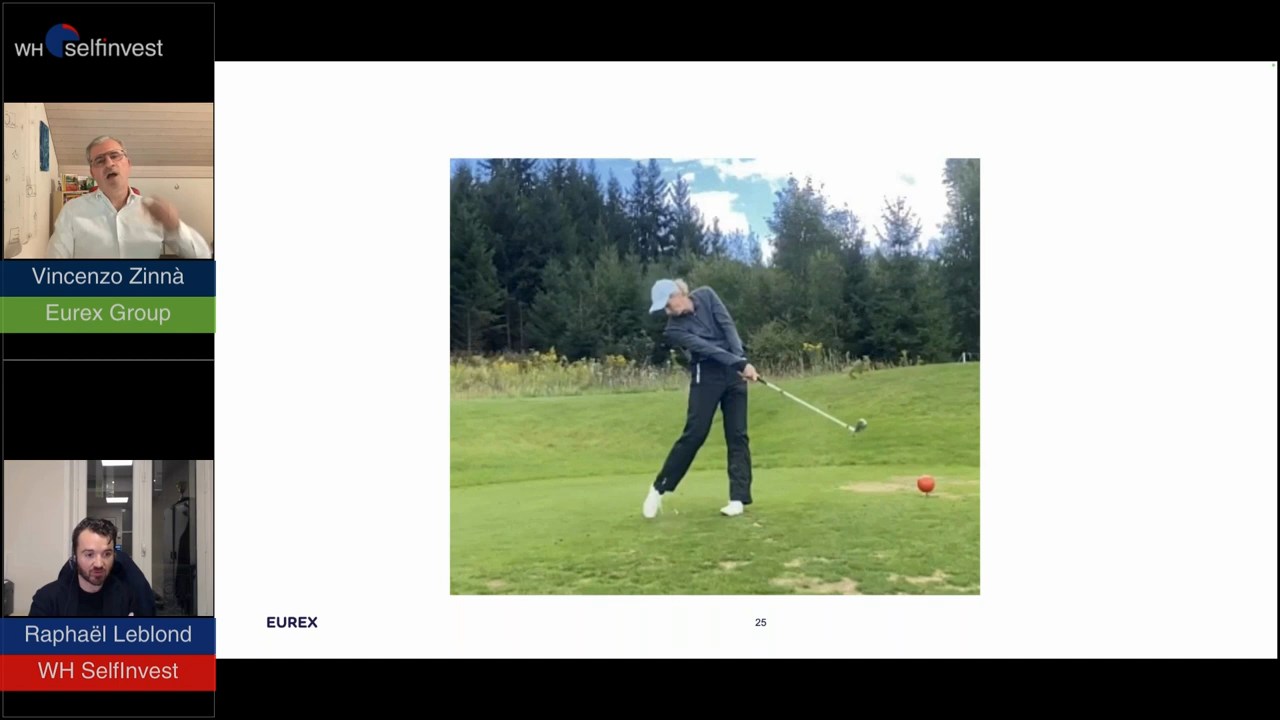 WH selfinvest
Vincenzo Zinnà
Eurex Group
Raphaël Leblond
WH SelfInvest
EUREX
25